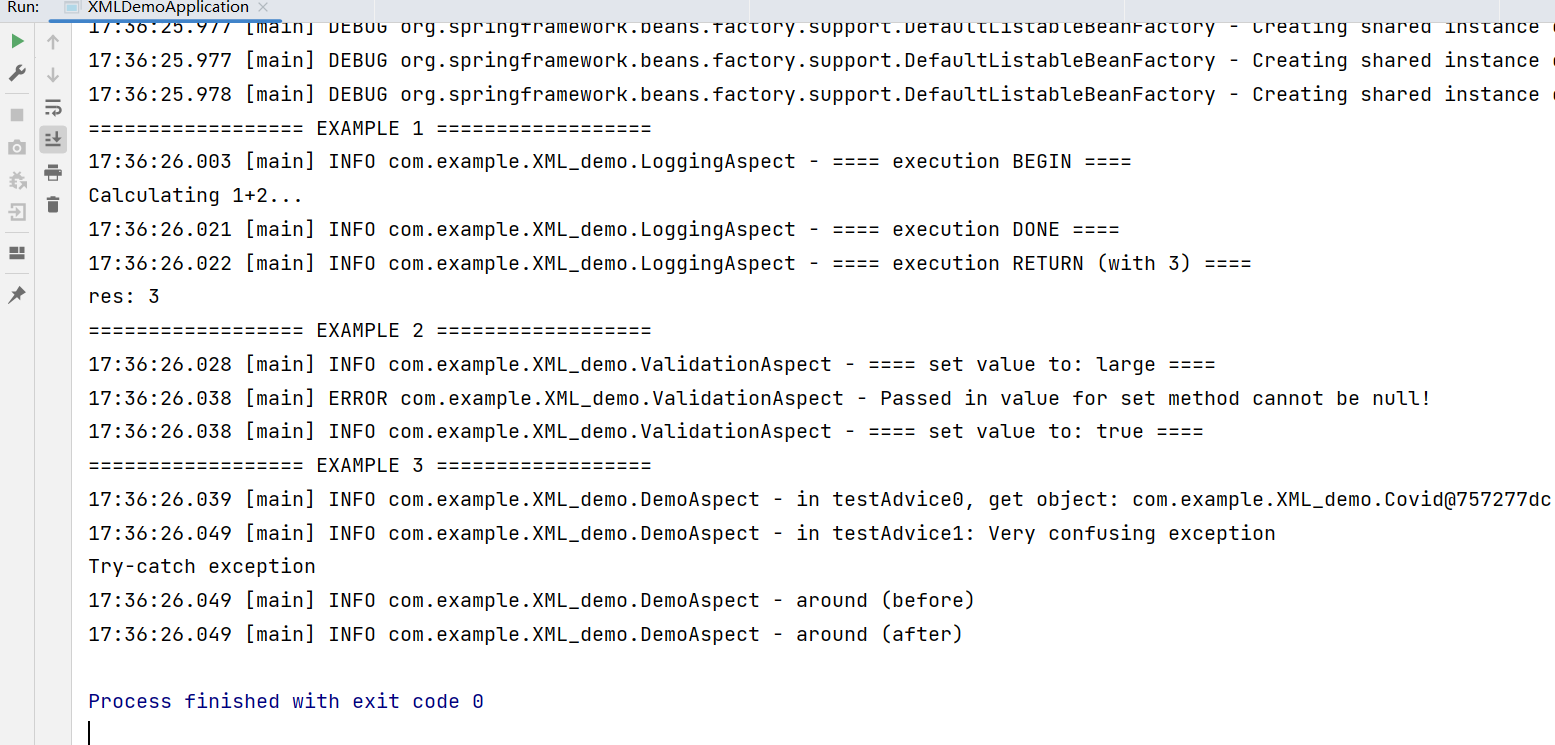 Run: XMLDemoApplication
17:36:25.977 [main] DEBUG org.springframework.beans.factory.support.DefaultListableBeanFactory - Creating shared instance
17:36:25.977 [main] DEBUG org.springframework.beans.factory.support.DefaultListableBeanFactory - Creating shared instance
17:36:25.978 [main] DEBUG org.springframework.beans.factory.support.DefaultListableBeanFactory - Creating shared instance
================== EXAMPLE 1 ==================
17:36:26.003 [main] INFO com.example.XML_demo.LoggingAspect - ==== execution BEGIN ====
Calculating 1+2...
17:36:26.021 [main] INFO com.example.XML_demo.LoggingAspect - ==== execution DONE ====
17:36:26.022 [main] INFO com.example.XML_demo.LoggingAspect - ==== execution RETURN (with 3) ====
res: 3
================== EXAMPLE 2 ==================
17:36:26.028 [main] INFO com.example.XML_demo.ValidationAspect - ==== set value to: large ====
17:36:26.038 [main] ERROR com.example.XML_demo.ValidationAspect - Passed in value for set method cannot be null!
17:36:26.038 [main] INFO com.example.XML_demo.ValidationAspect - ==== set value to: true ====
================== EXAMPLE 3 ==================
17:36:26.039 [main] INFO com.example.XML_demo.DemoAspect - in testAdvice0, get object: com.example.XML_demo.Covid@757277dc
17:36:26.049 [main] INFO com.example.XML_demo.DemoAspect - in testAdvice1: Very confusing exception
Try-catch exception
17:36:26.049 [main] INFO com.example.XML_demo.DemoAspect - around (before)
17:36:26.049 [main] INFO com.example.XML_demo.DemoAspect - around (after)
Process finished with exit code 0